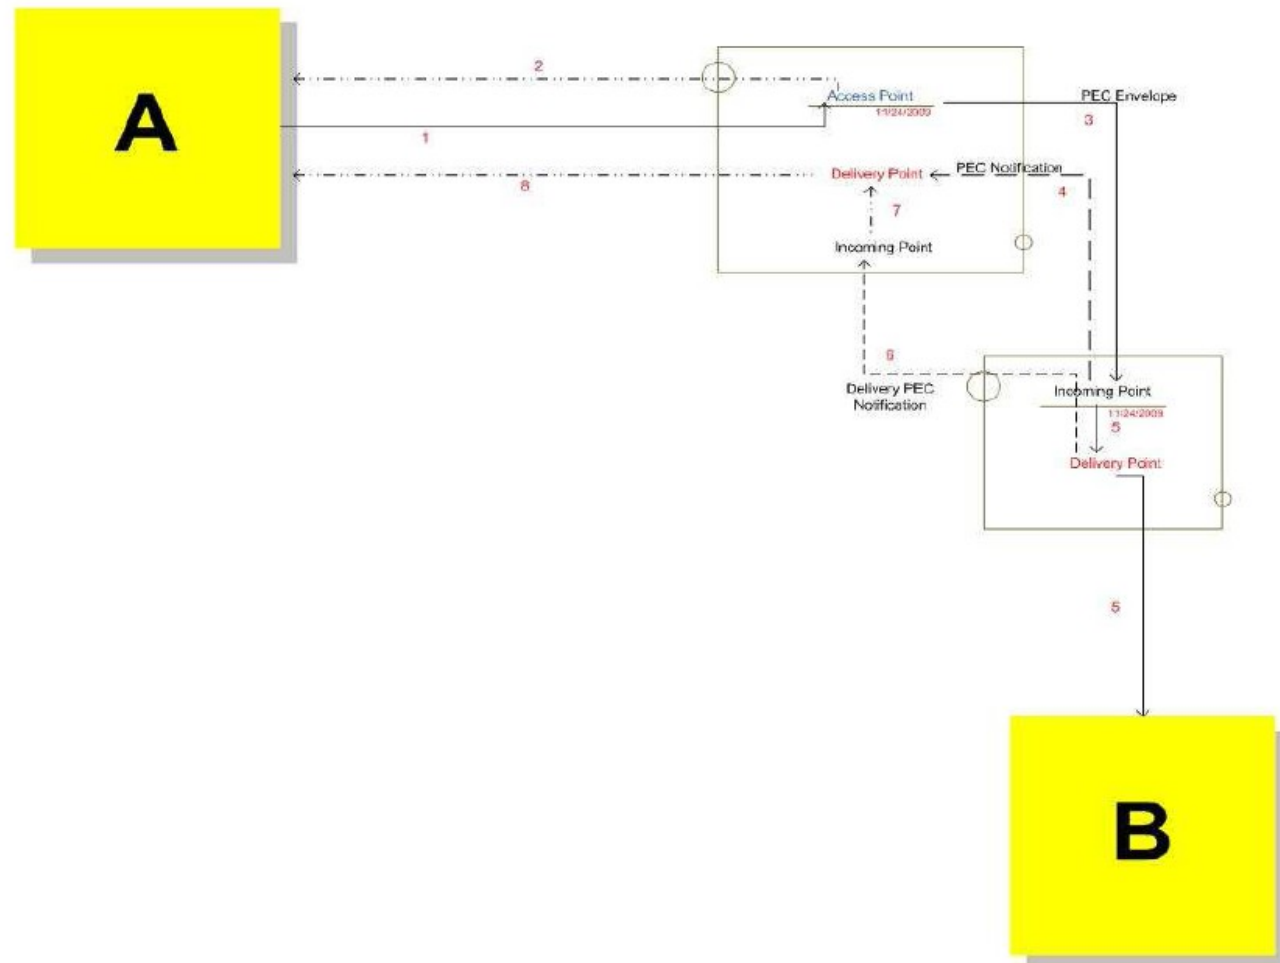 A
2
Access Point
11/24/2009
PEC Envelope
3
1
Delivery Point
PEC Notification
4
8
7
Incoming Point
6
Delivery PEC
Notification
Incoming Point
11/24/2009
5
Delivery Point
5
B